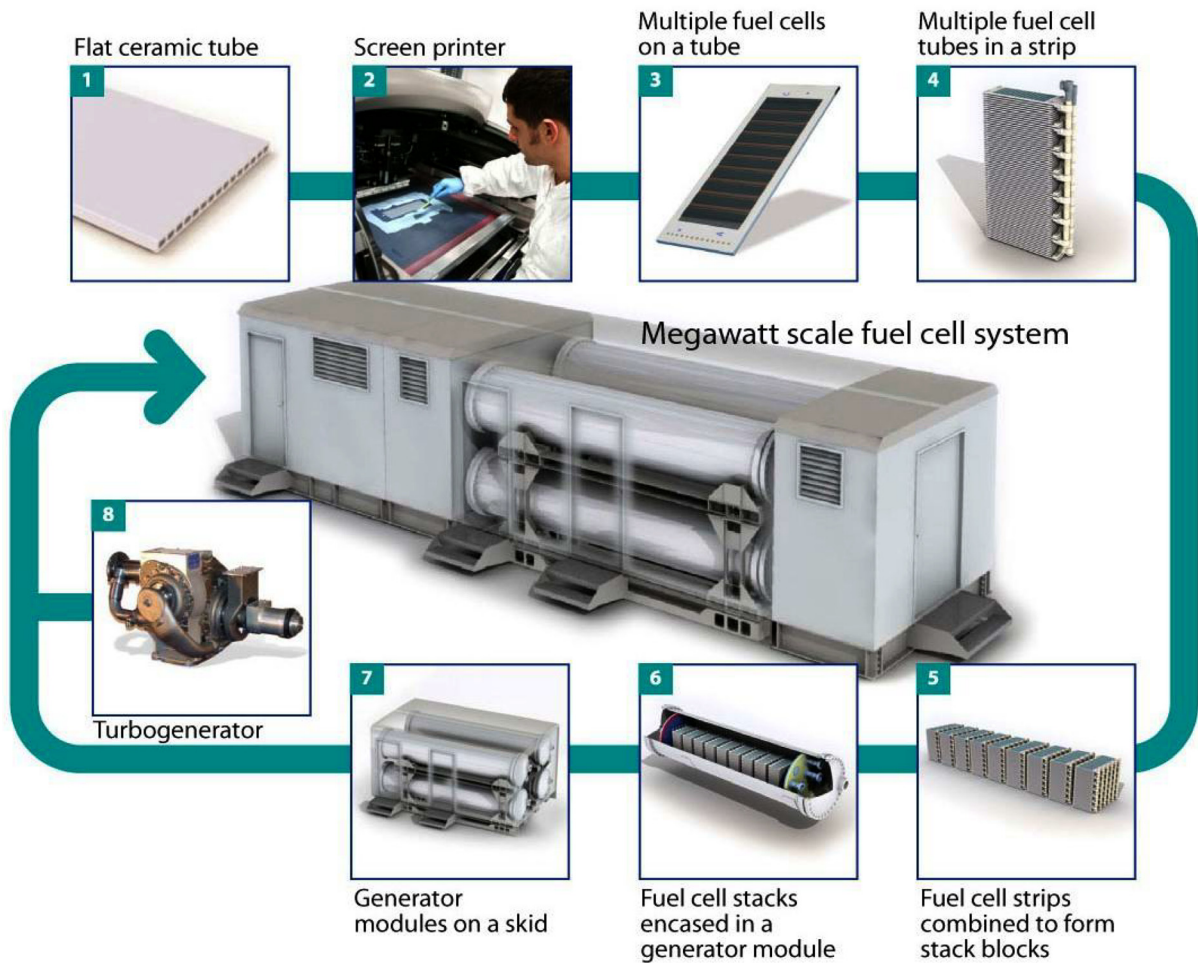 Flat ceramic tube
1
Screen printer
2
Multiple fuel cells
on a tube
3
Multiple fuel cell
tubes in a strip
4
Megawatt scale fuel cell system
8
Turbogenerator
7
Generator
modules on a skid
6
Fuel cell stacks
encased in a
generator module
5
Fuel cell strips
combined to form
stack blocks